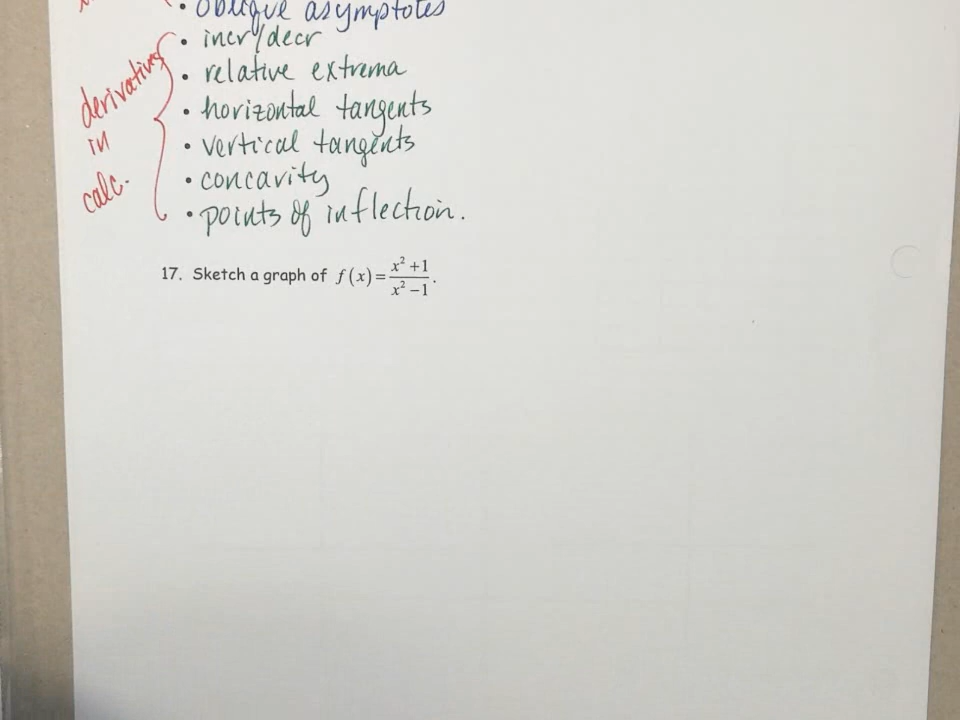 • oblique asymptotes
• incr/decr
• relative extrema
• horizontal tangents
• vertical tangents
• concavity
• points of inflection.
derivatives
in
calc.
17. Sketch a graph of f(x) = x² + 1 / x² − 1.